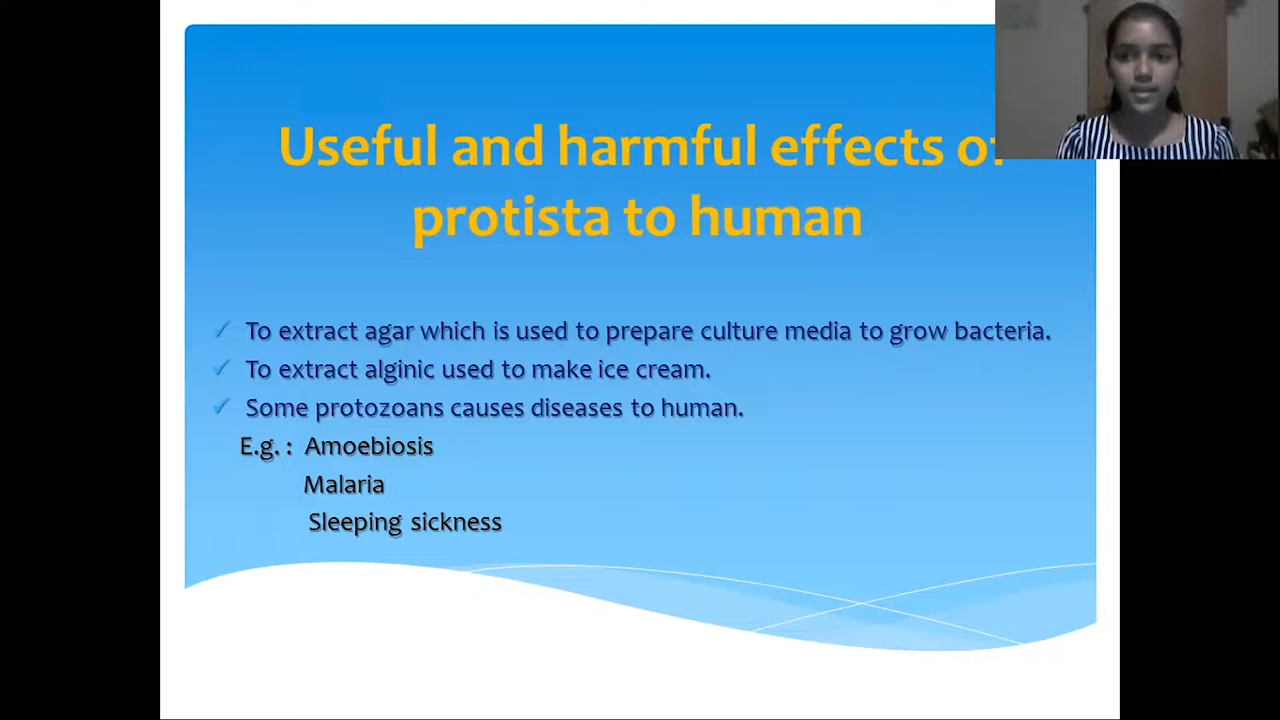 Useful and harmful effects of
protista to human
To extract agar which is used to prepare culture media to grow bacteria.
To extract alginic used to make ice cream.
Some protozoans causes diseases to human.
E.g. : Amoebiosis
Malaria
Sleeping sickness